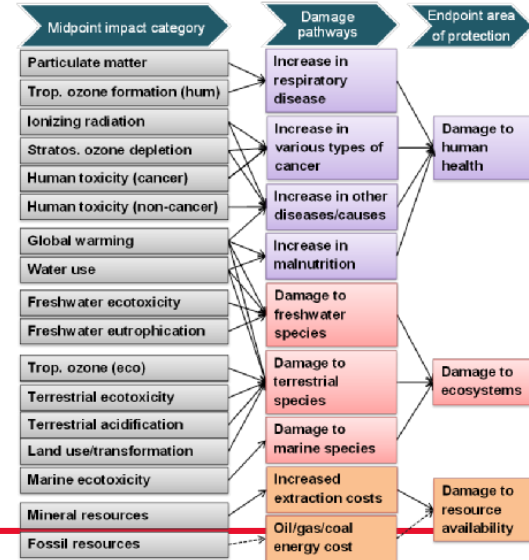 Midpoint impact category
Damage
pathways
Endpoint area
of protection
Particulate matter
Trop. ozone formation (hum)
Ionizing radiation
Stratos. ozone depletion
Human toxicity (cancer)
Human toxicity (non-cancer)
Global warming
Water use
Freshwater ecotoxicity
Freshwater eutrophication
Trop. ozone (eco)
Terrestrial ecotoxicity
Terrestrial acidification
Land use/transformation
Marine ecotoxicity
Mineral resources
Fossil resources
Increase in
respiratory
disease
Increase in
various types of
cancer
Increase in other
diseases/causes
Increase in
malnutrition
Damage to
freshwater
species
Damage to
terrestrial
species
Damage to
marine species
Increased
extraction costs
Oil/gas/coal
energy cost
Damage to
human
health
Damage to
ecosystems
Damage to
resource
availability